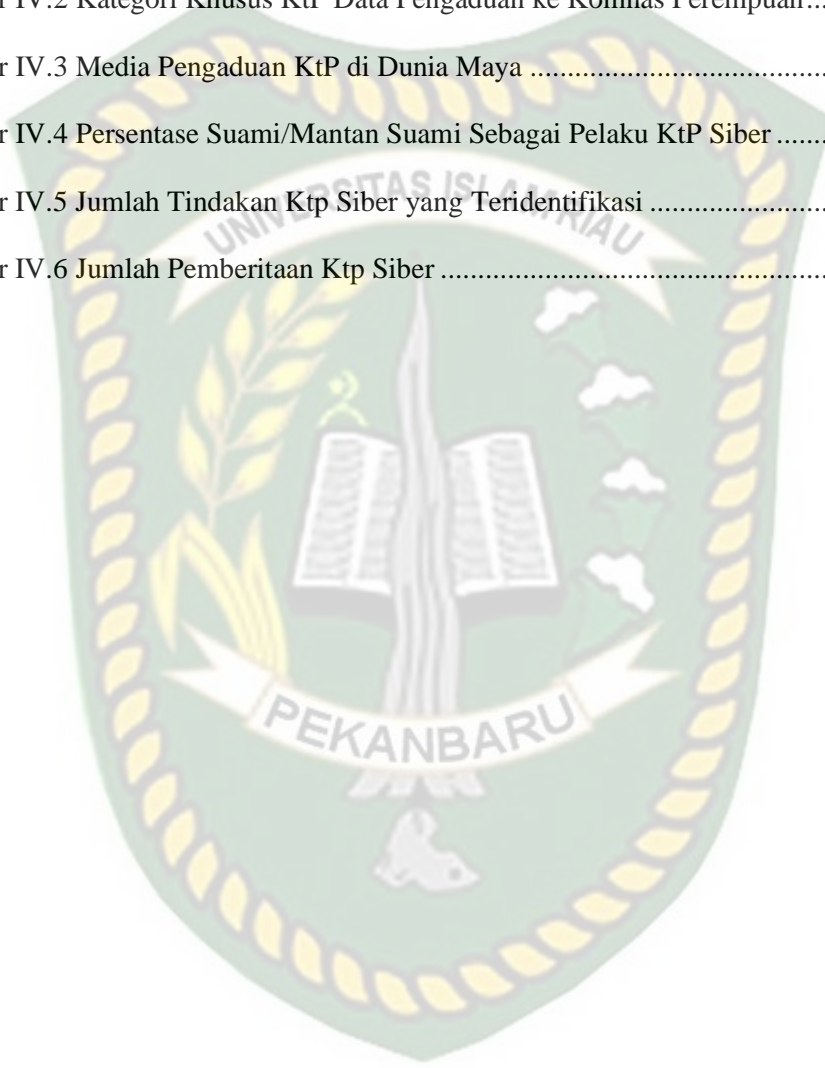 r IV.2 Kategori Khusus KtP Data Pengaduan ke Komnas Perempuan...
r IV.3 Media Pengaduan KtP di Dunia Maya ....................................
r IV.4 Persentase Suami/Mantan Suami Sebagai Pelaku KtP Siber .......
r IV.5 Jumlah Tindakan Ktp Siber yang Teridentifikasi .........................
r IV.6 Jumlah Pemberitaan Ktp Siber ................................................
UNIVERSITAS ISLAM RIAU
PEKANBARU